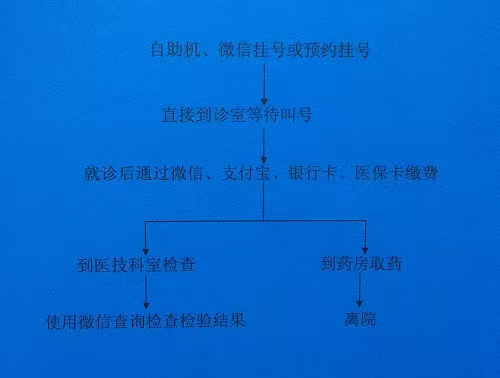 自助机、微信挂号或预约挂号
直接到诊室等待叫号
就诊后通过微信、支付宝、银行卡、医保卡缴费
到医技科室检查
到药房取药
使用微信查询检查检验结果
离院